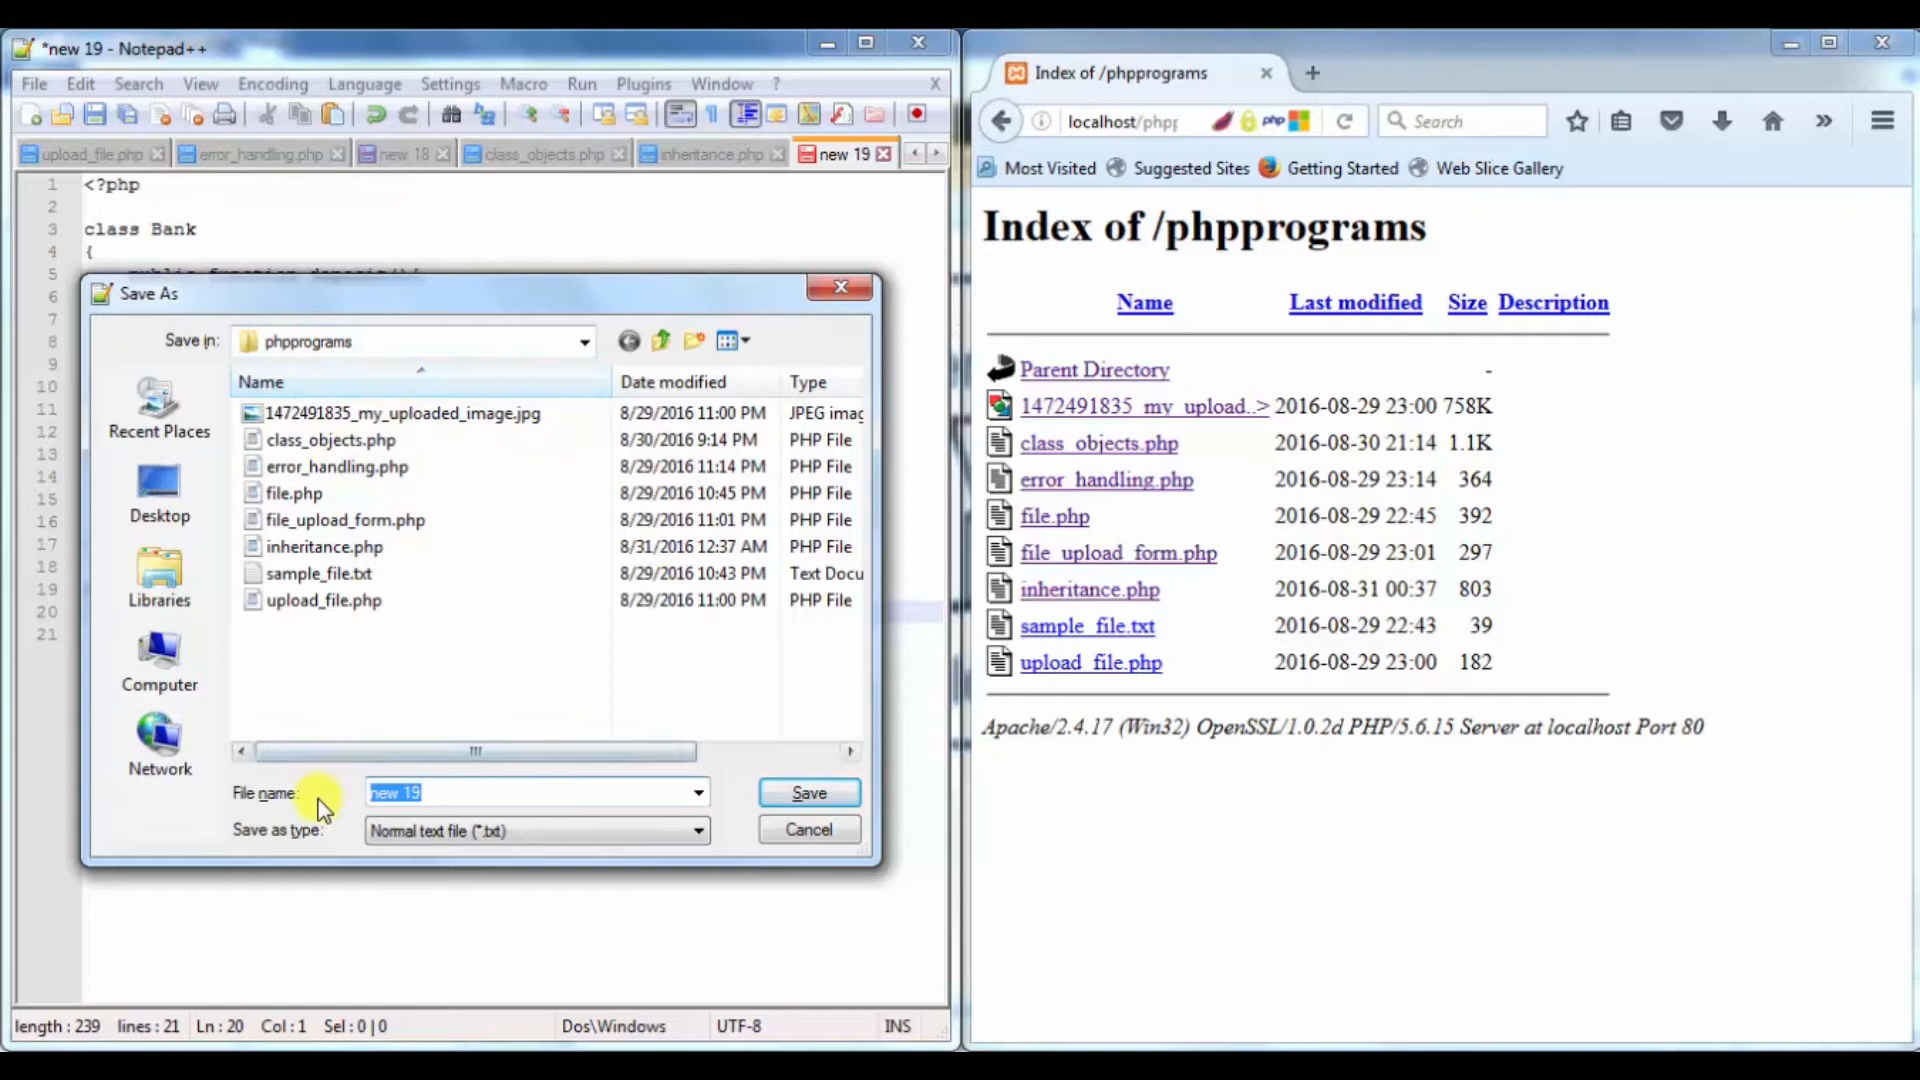 *new 19 - Notepad++
File Edit Search View Encoding Language Settings Macro Run Plugins Window ? X
upload_file.php error_handling.php new 18 class_objects.php inheritance.php new 19
1 <?php
2
3 class Bank
4 {
5 public function deposit(){
6
7
8
9
10
11
12
13
14
15
16
17
18
19
20
21
Save As
Save in: phpprograms
Name Date modified Type
1472491835_my_uploaded_image.jpg 8/29/2016 11:00 PM JPEG imag
class_objects.php 8/30/2016 9:14 PM PHP File
error_handling.php 8/29/2016 11:14 PM PHP File
file.php 8/29/2016 10:45 PM PHP File
file_upload_form.php 8/29/2016 11:01 PM PHP File
inheritance.php 8/31/2016 12:37 AM PHP File
sample_file.txt 8/29/2016 10:43 PM Text Docu
upload_file.php 8/29/2016 11:00 PM PHP File
Recent Places
Desktop
Libraries
Computer
Network
File name: new 19 Save
Save as type: Normal text file (*.txt) Cancel
length : 239 lines : 21 Ln : 20 Col : 1 Sel : 0 | 0 Dos\Windows UTF-8 INS
Index of /phpprograms
localhost/phpp php Search
Most Visited Suggested Sites Getting Started Web Slice Gallery
Index of /phpprograms
Name Last modified Size Description
Parent Directory -
1472491835_my_upload..> 2016-08-29 23:00 758K
class_objects.php 2016-08-30 21:14 1.1K
error_handling.php 2016-08-29 23:14 364
file.php 2016-08-29 22:45 392
file_upload_form.php 2016-08-29 23:01 297
inheritance.php 2016-08-31 00:37 803
sample_file.txt 2016-08-29 22:43 39
upload_file.php 2016-08-29 23:00 182
Apache/2.4.17 (Win32) OpenSSL/1.0.2d PHP/5.6.15 Server at localhost Port 80